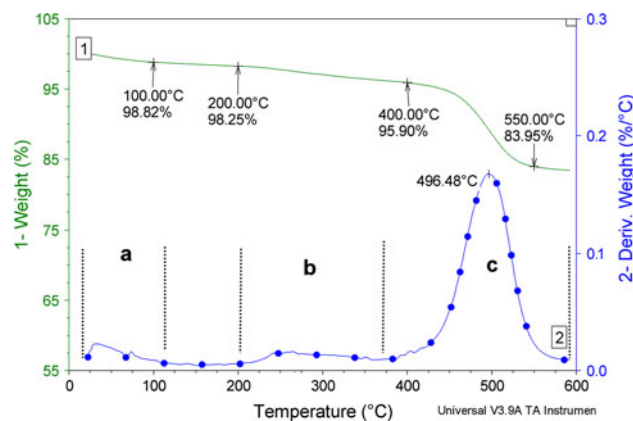 105
95
85
75
65
55
1- Weight (%)
0.3
0.2
0.1
0.0
2- Deriv. Weight (%/°C)
1
100.00°C
98.82%
200.00°C
98.25%
400.00°C
95.90%
550.00°C
83.95%
496.48°C
a
b
c
2
0
100
200
300
400
500
600
Temperature (°C)
Universal V3.9A TA Instrumen